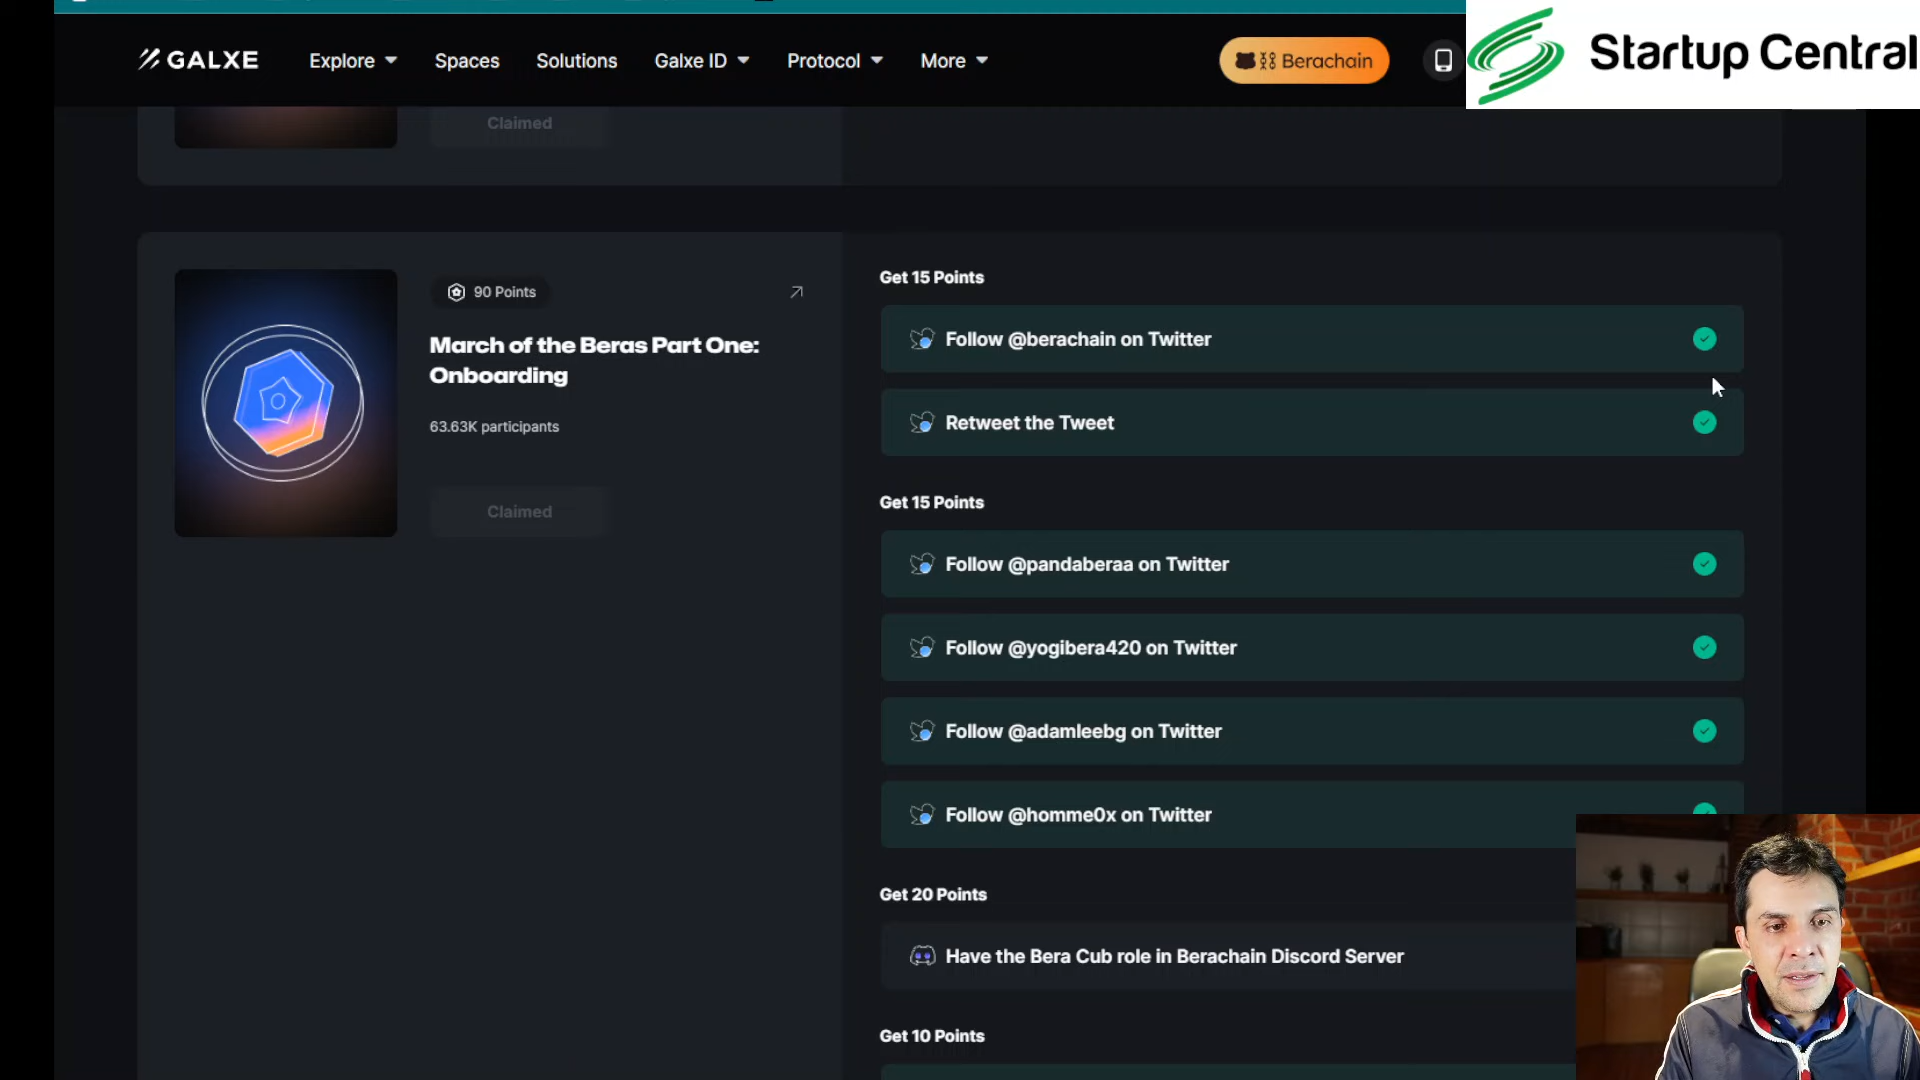 GALXE
Explore
Spaces
Solutions
Galxe ID
Protocol
More
Berachain
Startup Central
Claimed
90 Points
March of the Beras Part One:
Onboarding
63.63K participants
Claimed
Get 15 Points
Follow @berachain on Twitter
Retweet the Tweet
Get 15 Points
Follow @pandaberaa on Twitter
Follow @yogibera420 on Twitter
Follow @adamleebg on Twitter
Follow @homme0x on Twitter
Get 20 Points
Have the Bera Cub role in Berachain Discord Server
Get 10 Points